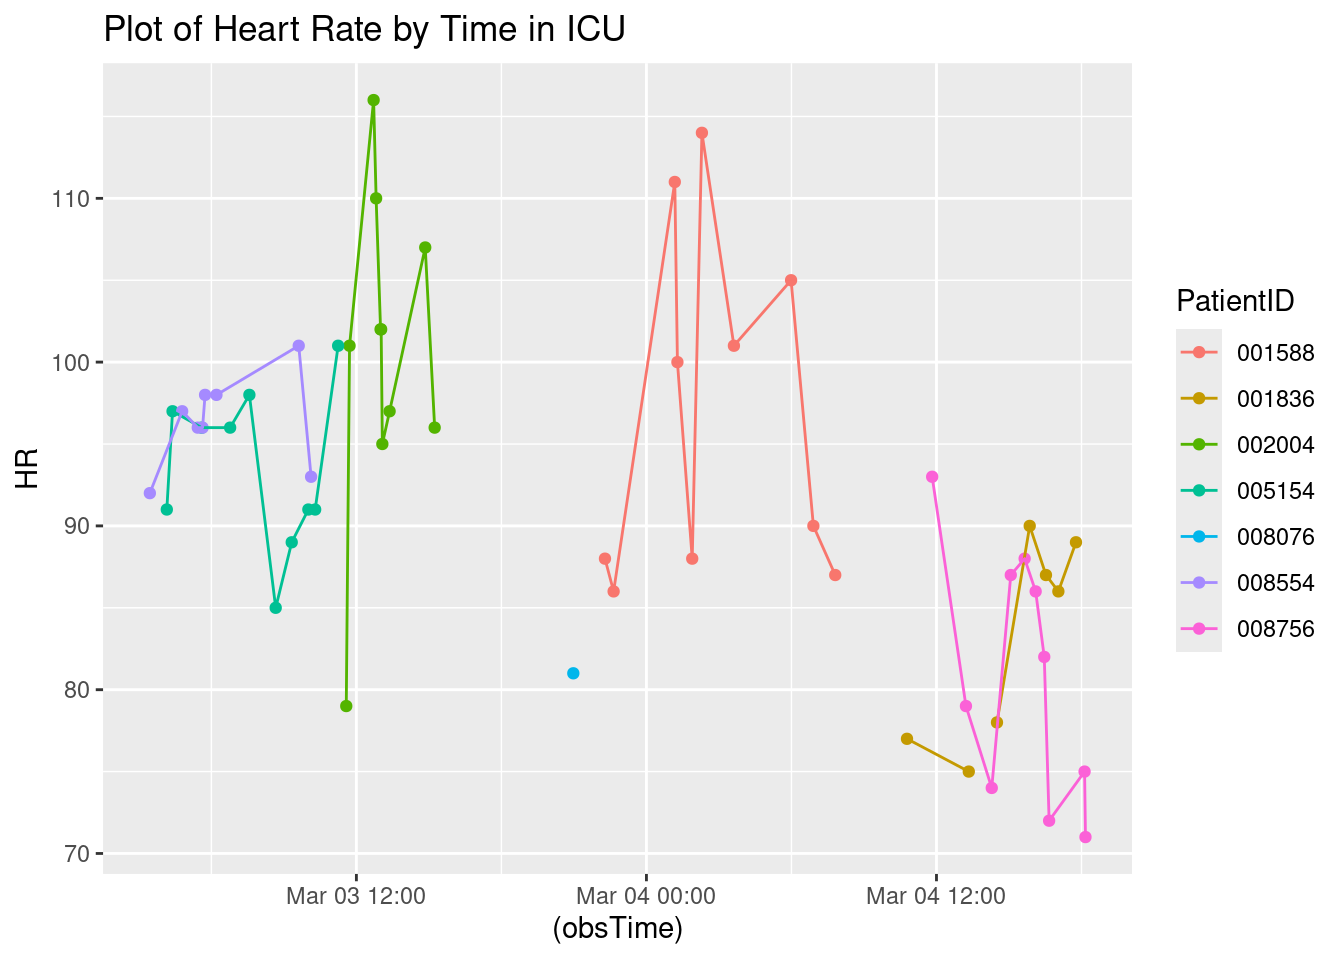 Plot of Heart Rate by Time in ICU
HR
110
100
90
80
70
Mar 03 12:00
Mar 04 00:00
Mar 04 12:00
(obsTime)
PatientID
001588
001836
002004
005154
008076
008554
008756